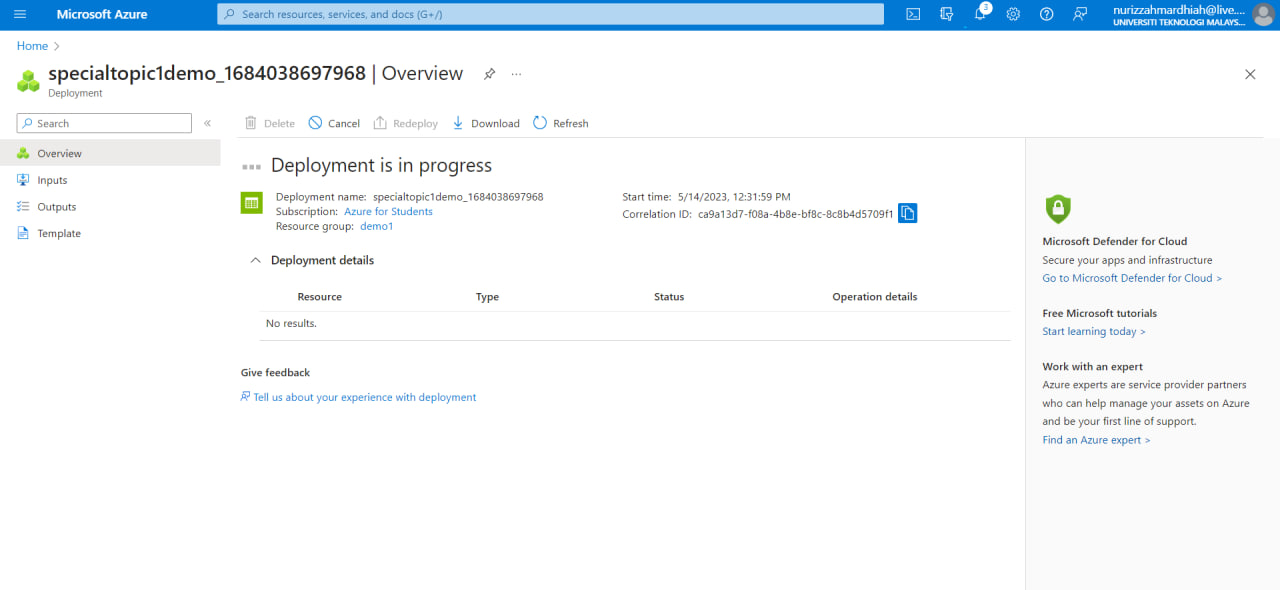 Microsoft Azure
Search resources, services, and docs (G+/)
3
nurizzahmardhiah@live....
UNIVERSITI TEKNOLOGI MALAYS...
Home
specialtopic1demo_1684038697968 | Overview
Deployment
Search
Delete
Cancel
Redeploy
Download
Refresh
Overview
Inputs
Outputs
Template
Deployment is in progress
Deployment name: specialtopic1demo_1684038697968
Subscription: Azure for Students
Resource group: demo1
Start time: 5/14/2023, 12:31:59 PM
Correlation ID: ca9a13d7-f08a-4b8e-bf8c-8c8b4d5709f1
Deployment details
Resource Type Status Operation details
No results.
Give feedback
Tell us about your experience with deployment
Microsoft Defender for Cloud
Secure your apps and infrastructure
Go to Microsoft Defender for Cloud >
Free Microsoft tutorials
Start learning today >
Work with an expert
Azure experts are service provider partners
who can help manage your assets on Azure
and be your first line of support.
Find an Azure expert >